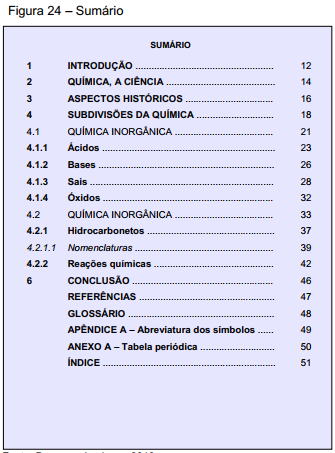 Figura 24 – Sumário
SUMÁRIO
1 INTRODUÇÃO ........................................................ 12
2 QUÍMICA, A CIÊNCIA ............................................ 14
3 ASPECTOS HISTÓRICOS ..................................... 16
4 SUBDIVISÕES DA QUÍMICA .................................. 18
4.1 QUÍMICA INORGÂNICA ......................................... 21
4.1.1 Ácidos ..................................................................... 23
4.1.2 Bases ...................................................................... 26
4.1.3 Sais ......................................................................... 28
4.1.4 Óxidos ..................................................................... 32
4.2 QUÍMICA INORGÂNICA ......................................... 33
4.2.1 Hidrocarbonetos ..................................................... 37
4.2.1.1 Nomenclaturas ........................................................ 39
4.2.2 Reações químicas .................................................. 42
6 CONCLUSÃO .......................................................... 46
REFERÊNCIAS ....................................................... 47
GLOSSÁRIO ........................................................... 48
APÊNDICE A – Abreviatura dos símbolos ...... 49
ANEXO A – Tabela periódica .............................. 50
ÍNDICE ..................................................................... 51